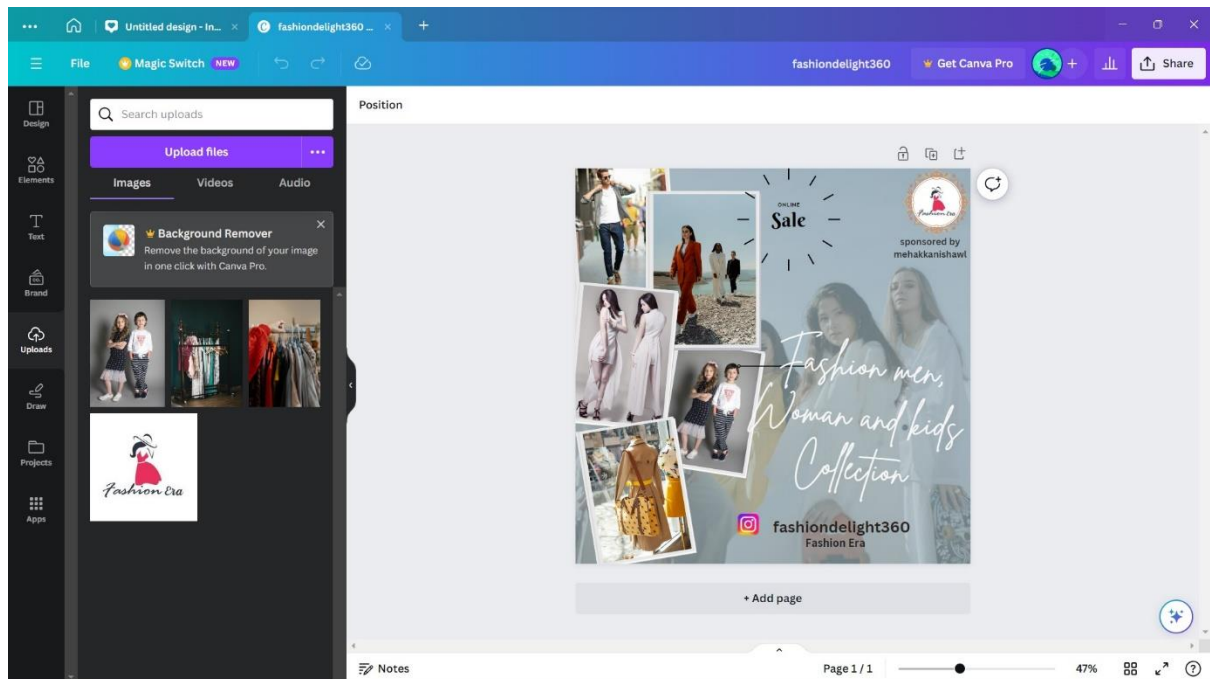 Untitled design - In...
fashiondelight360 ...
File
Magic Switch NEW
fashiondelight360
Get Canva Pro
Share
Design
Elements
Text
Brand
Uploads
Draw
Projects
Apps
Search uploads
Upload files
Images Videos Audio
Background Remover
Remove the background of your image
in one click with Canva Pro.
Fashion Era
Position
ONLINE
Sale
Fashion Era
sponsored by
mehakkanishawl
Fashion men,
Woman and kids
Collection
fashiondelight360
Fashion Era
+ Add page
Notes
Page 1 / 1
47%